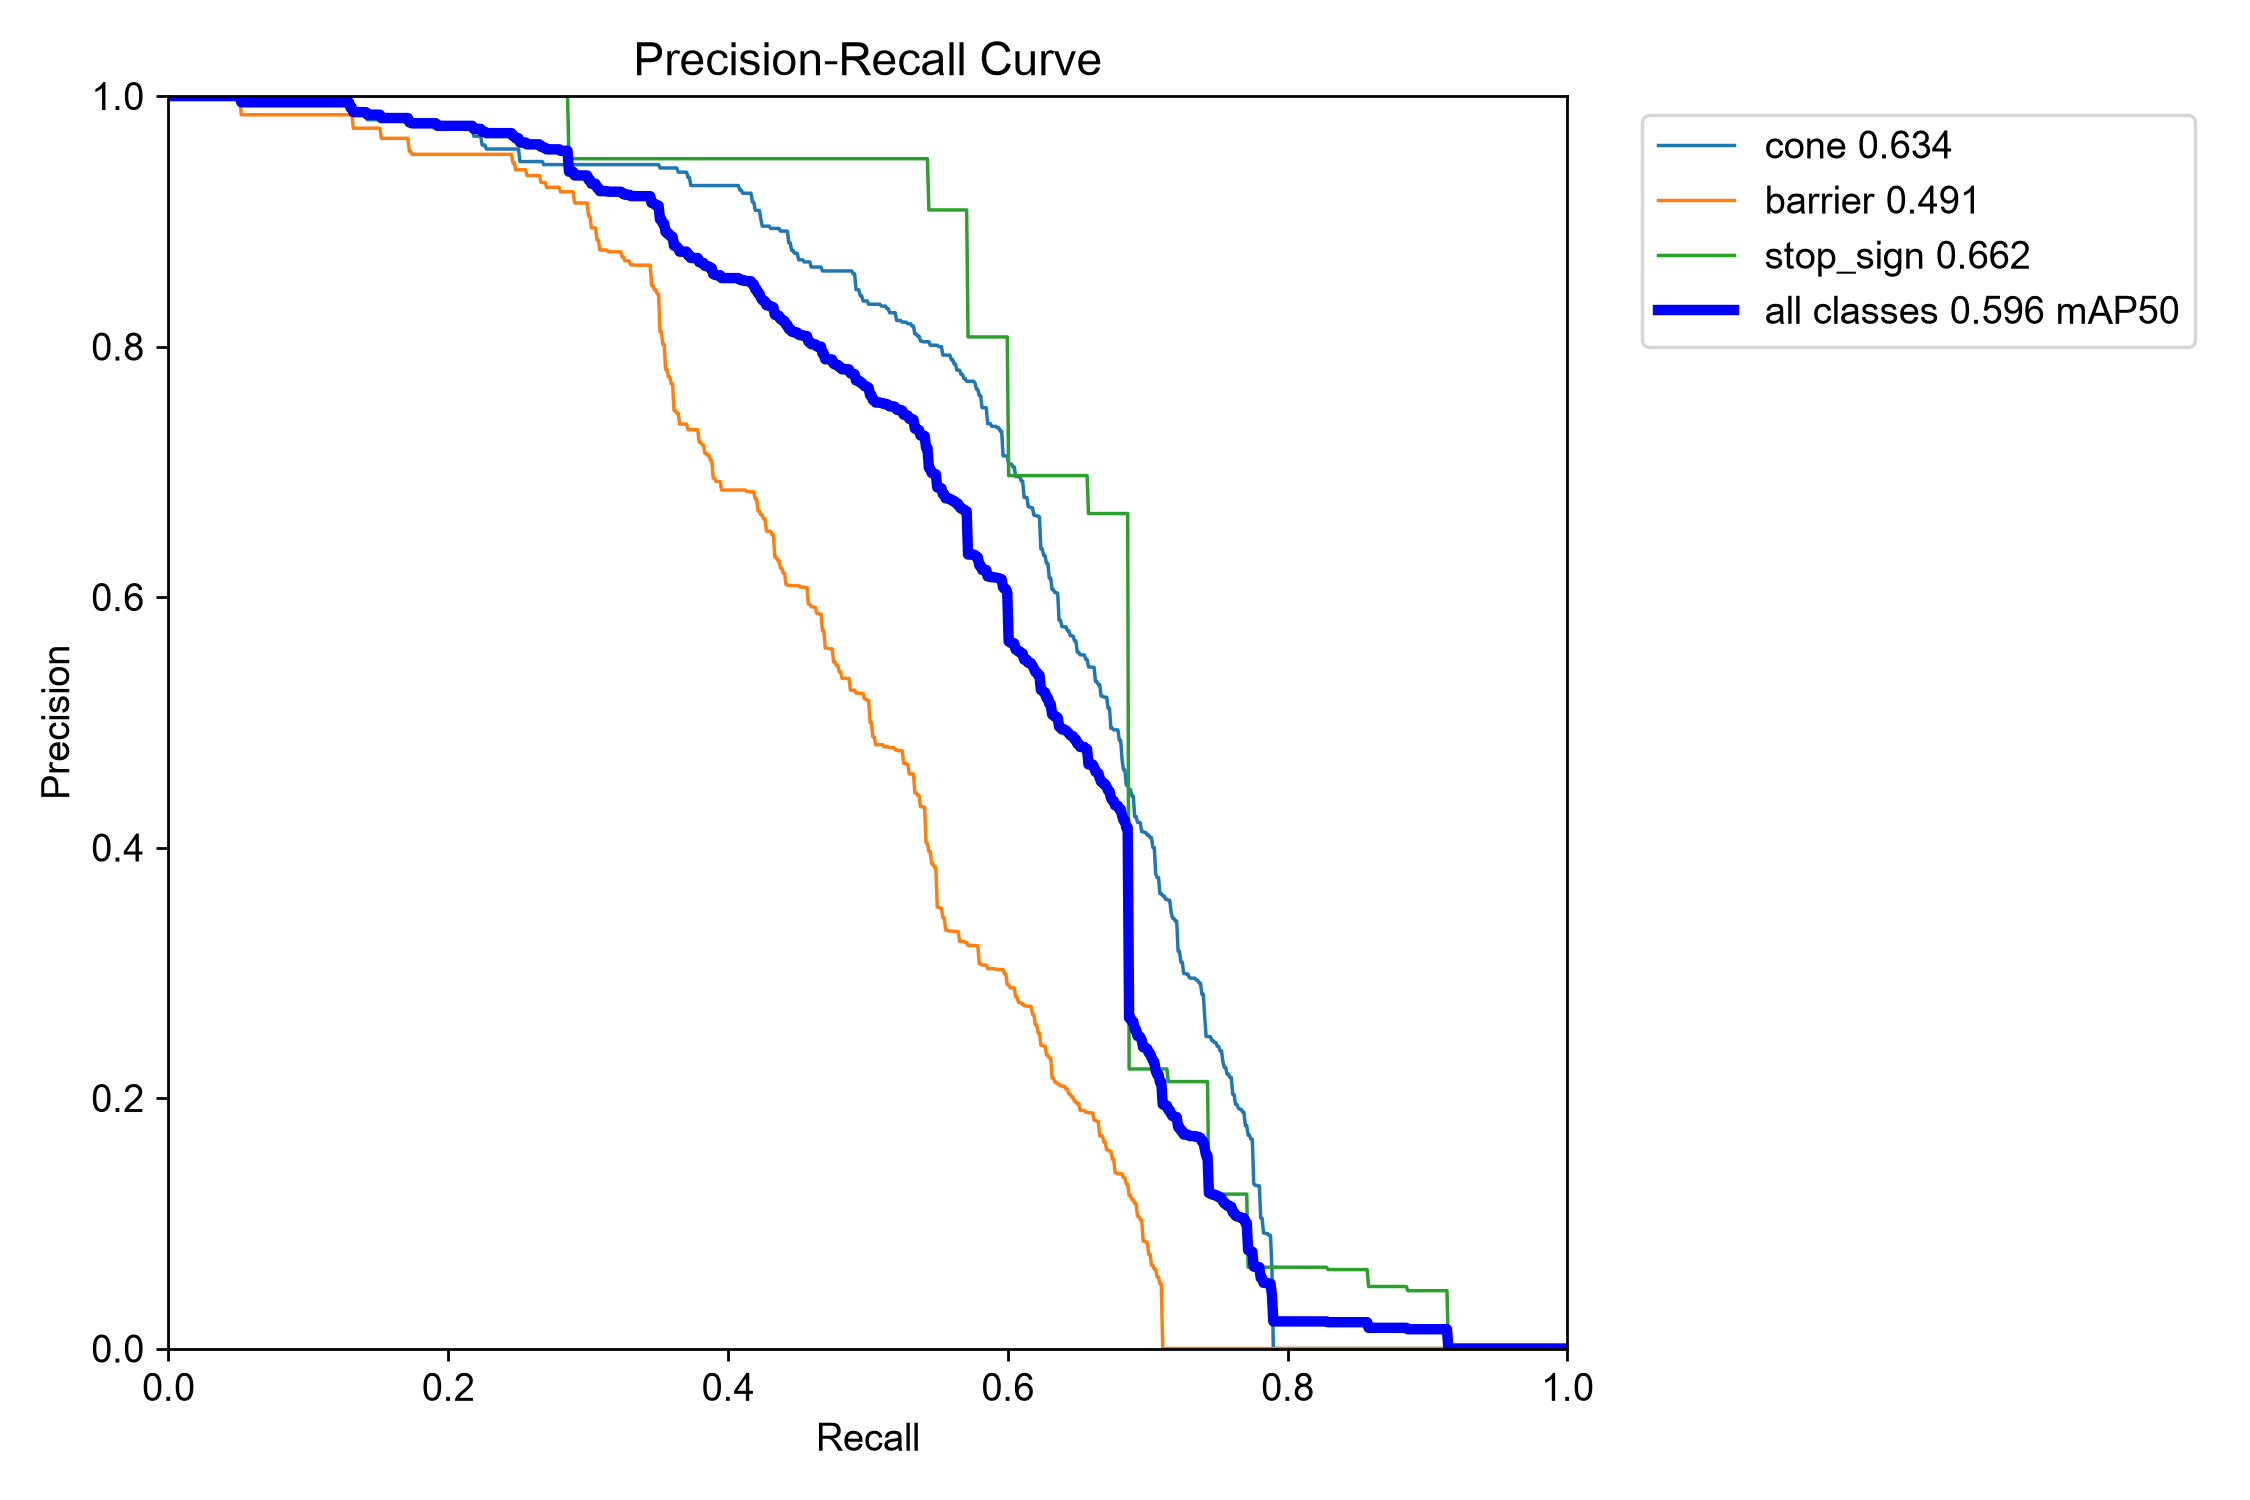 Precision-Recall Curve
1.0
0.8
0.6
0.4
0.2
0.0
Precision
0.0 0.2 0.4 0.6 0.8 1.0
Recall
cone 0.634
barrier 0.491
stop_sign 0.662
all classes 0.596 mAP50